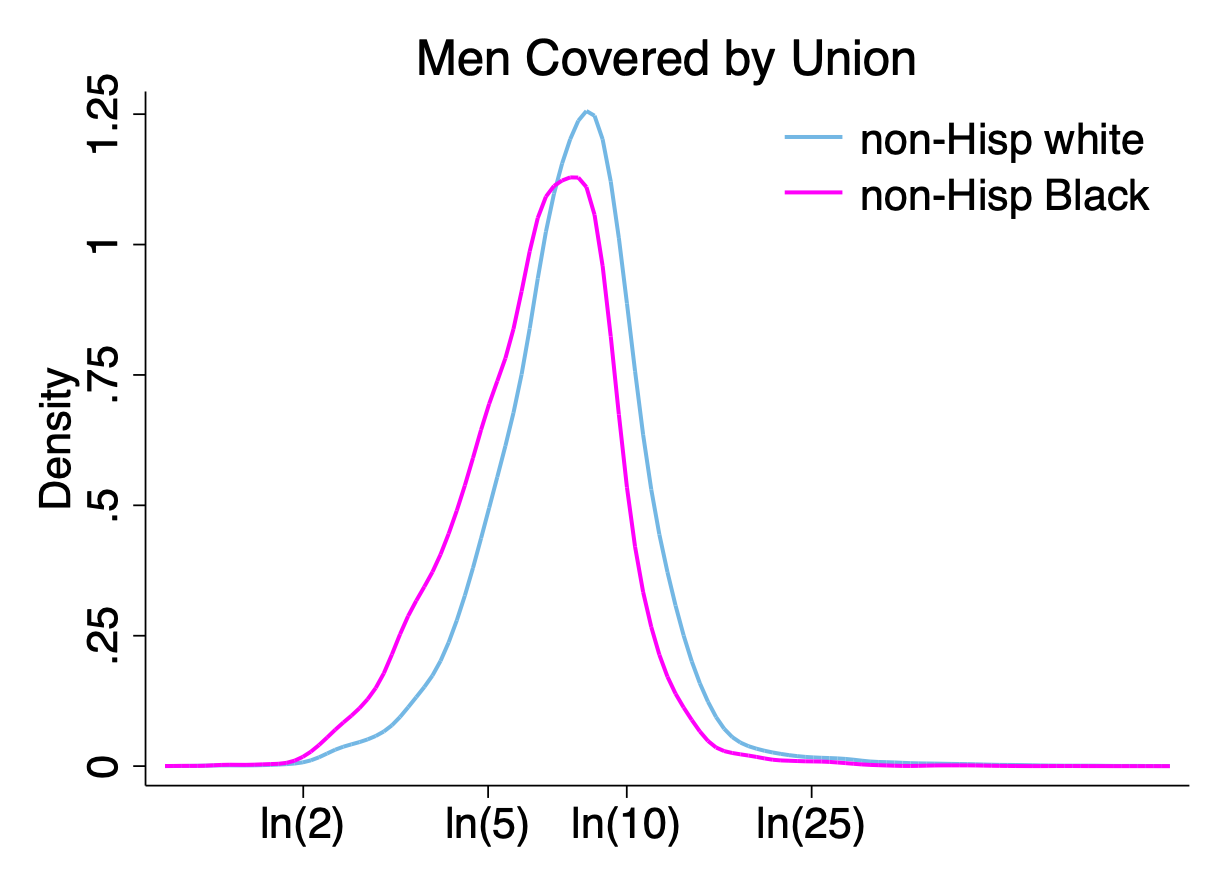 Men Covered by Union
non-Hisp white
non-Hisp Black
Density
1.25
1
.75
.5
.25
0
ln(2) ln(5) ln(10) ln(25)